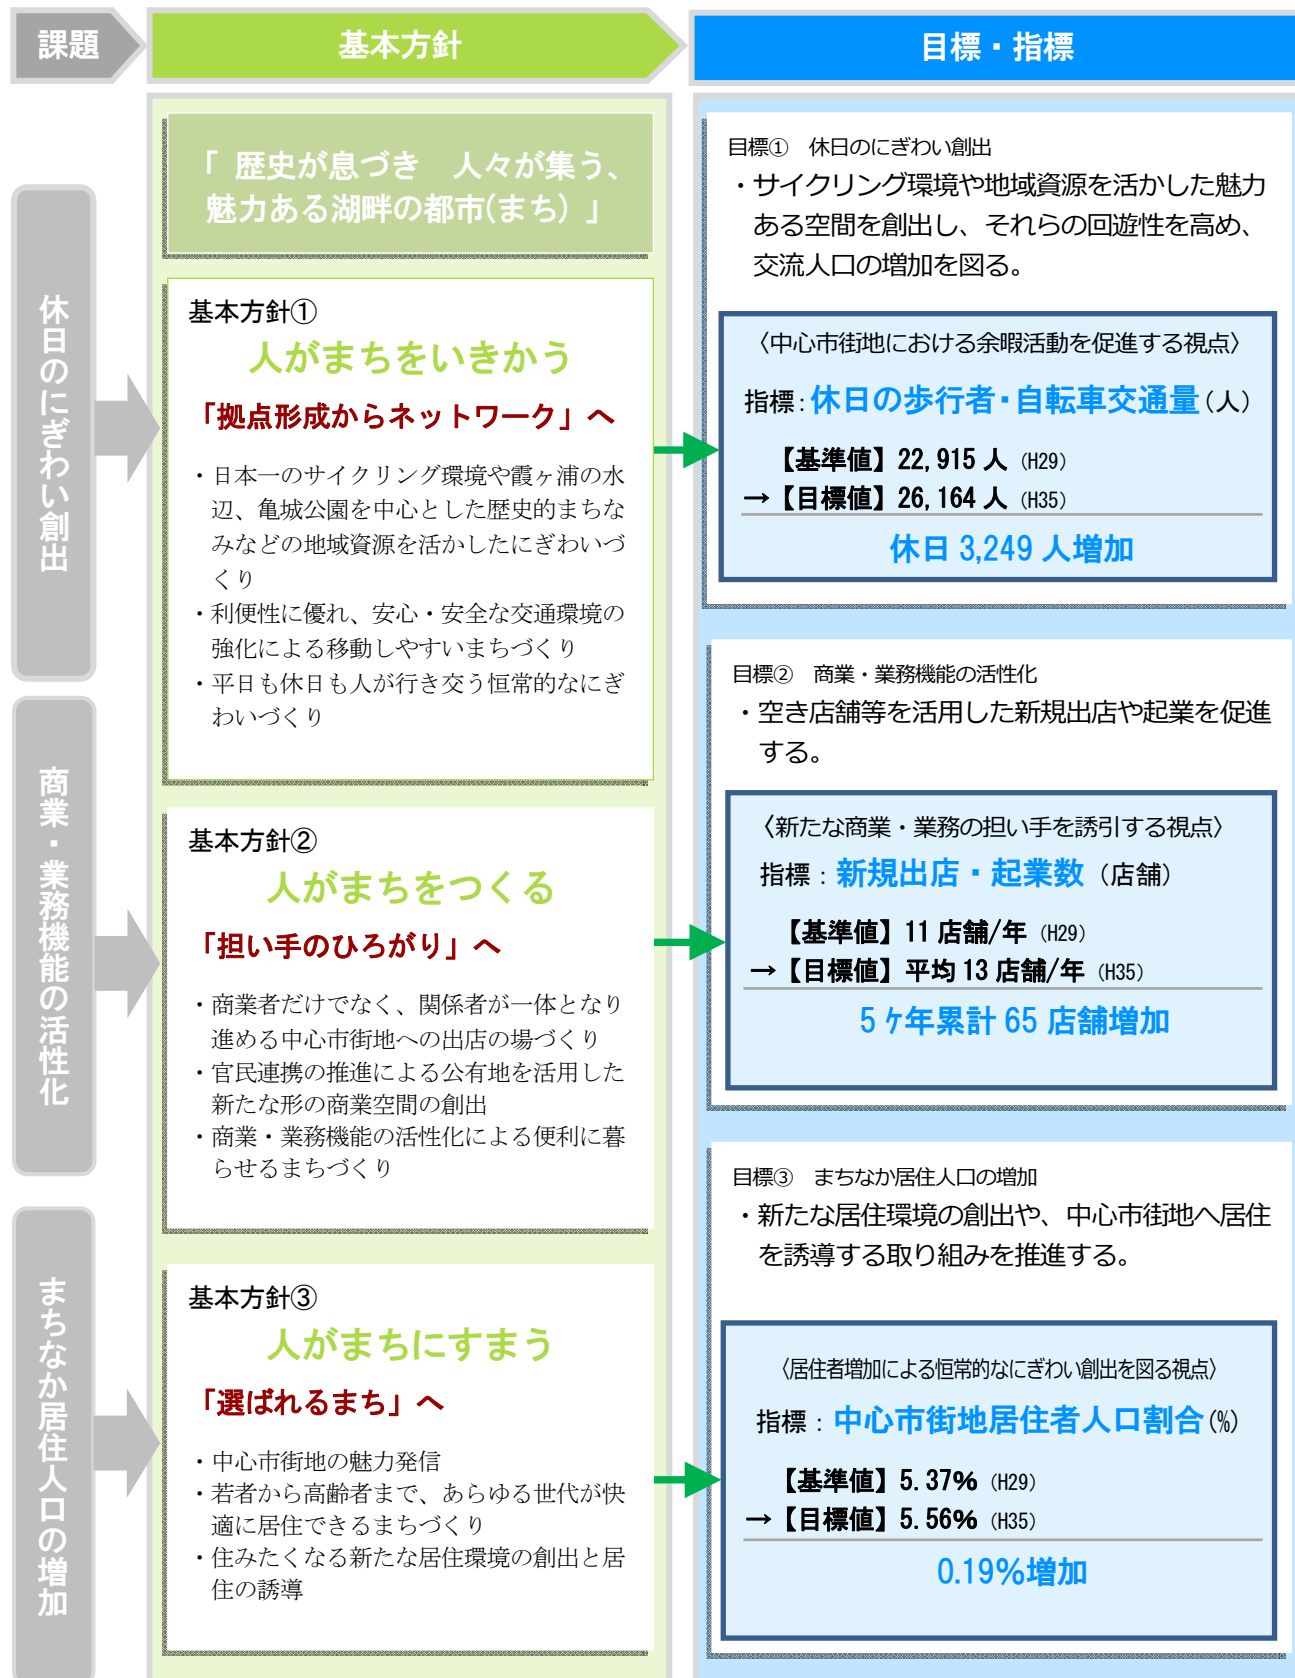 課題
基本方針
目標・指標
休日のにぎわい創出
商業・業務機能の活性化
まちなか居住人口の増加
「 歴史が息づき　人々が集う、
魅力ある湖畔の都市(まち) 」
基本方針①
人がまちをいきかう
「拠点形成からネットワーク」へ
・日本一のサイクリング環境や霞ヶ浦の水
辺、亀城公園を中心とした歴史的まちな
みなどの地域資源を活かしたにぎわいづ
くり
・利便性に優れ、安心・安全な交通環境の
強化による移動しやすいまちづくり
・平日も休日も人が行き交う恒常的なにぎ
わいづくり
基本方針②
人がまちをつくる
「担い手のひろがり」へ
・商業者だけでなく、関係者が一体となり
進める中心市街地への出店の場づくり
・官民連携の推進による公有地を活用した
新たな形の商業空間の創出
・商業・業務機能の活性化による便利に暮
らせるまちづくり
基本方針③
人がまちにすまう
「選ばれるまち」へ
・中心市街地の魅力発信
・若者から高齢者まで、あらゆる世代が快
適に居住できるまちづくり
・住みたくなる新たな居住環境の創出と居
住の誘導
目標①　休日のにぎわい創出
・サイクリング環境や地域資源を活かした魅力
ある空間を創出し、それらの回遊性を高め、
交流人口の増加を図る。
〈中心市街地における余暇活動を促進する視点〉
指標：休日の歩行者・自転車交通量(人)
【基準値】22,915 人 (H29)
→【目標値】26,164 人 (H35)
休日 3,249 人増加
目標②　商業・業務機能の活性化
・空き店舗等を活用した新規出店や起業を促進
する。
〈新たな商業・業務の担い手を誘引する視点〉
指標：新規出店・起業数（店舗）
【基準値】11 店舗/年 (H29)
→【目標値】平均 13 店舗/年 (H35)
5 ヶ年累計 65 店舗増加
目標③　まちなか居住人口の増加
・新たな居住環境の創出や、中心市街地へ居住
を誘導する取り組みを推進する。
〈居住者増加による恒常的なにぎわい創出を図る視点〉
指標：中心市街地居住者人口割合(%)
【基準値】5.37% (H29)
→【目標値】5.56% (H35)
0.19%増加